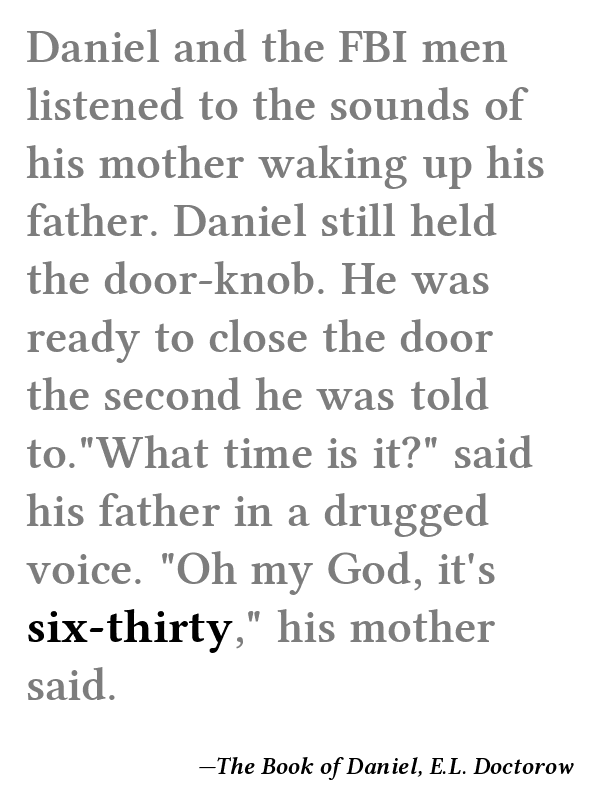 Daniel and the FBI men
listened to the sounds of
his mother waking up his
father. Daniel still held
the door-knob. He was
ready to close the door
the second he was told
to."What time is it?" said
his father in a drugged
voice. "Oh my God, it's
six-thirty," his mother
said.
—The Book of Daniel, E.L. Doctorow